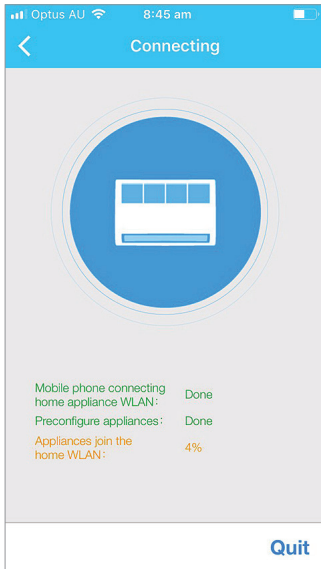 Optus AU 8:45 am
Connecting
Mobile phone connecting
home appliance WLAN: Done
Preconfigure appliances: Done
Appliances join the
home WLAN: 4%
Quit